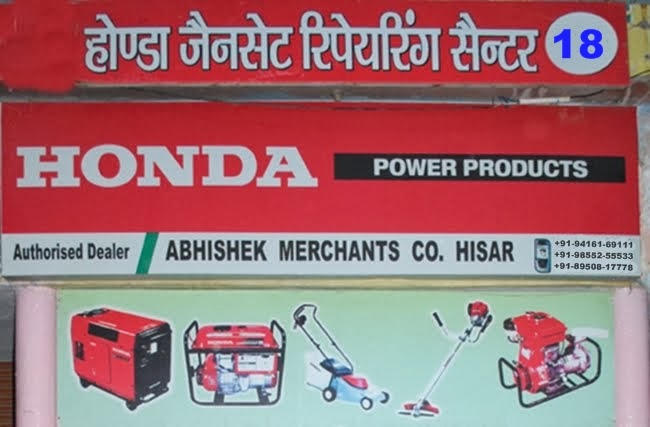 होण्डा जैनसेट रिपेयरिंग सैन्टर 18
HONDA POWER PRODUCTS
Authorised Dealer ABHISHEK MERCHANTS CO. HISAR
+91-94161-69111
+91-98552-55533
+91-89508-17778